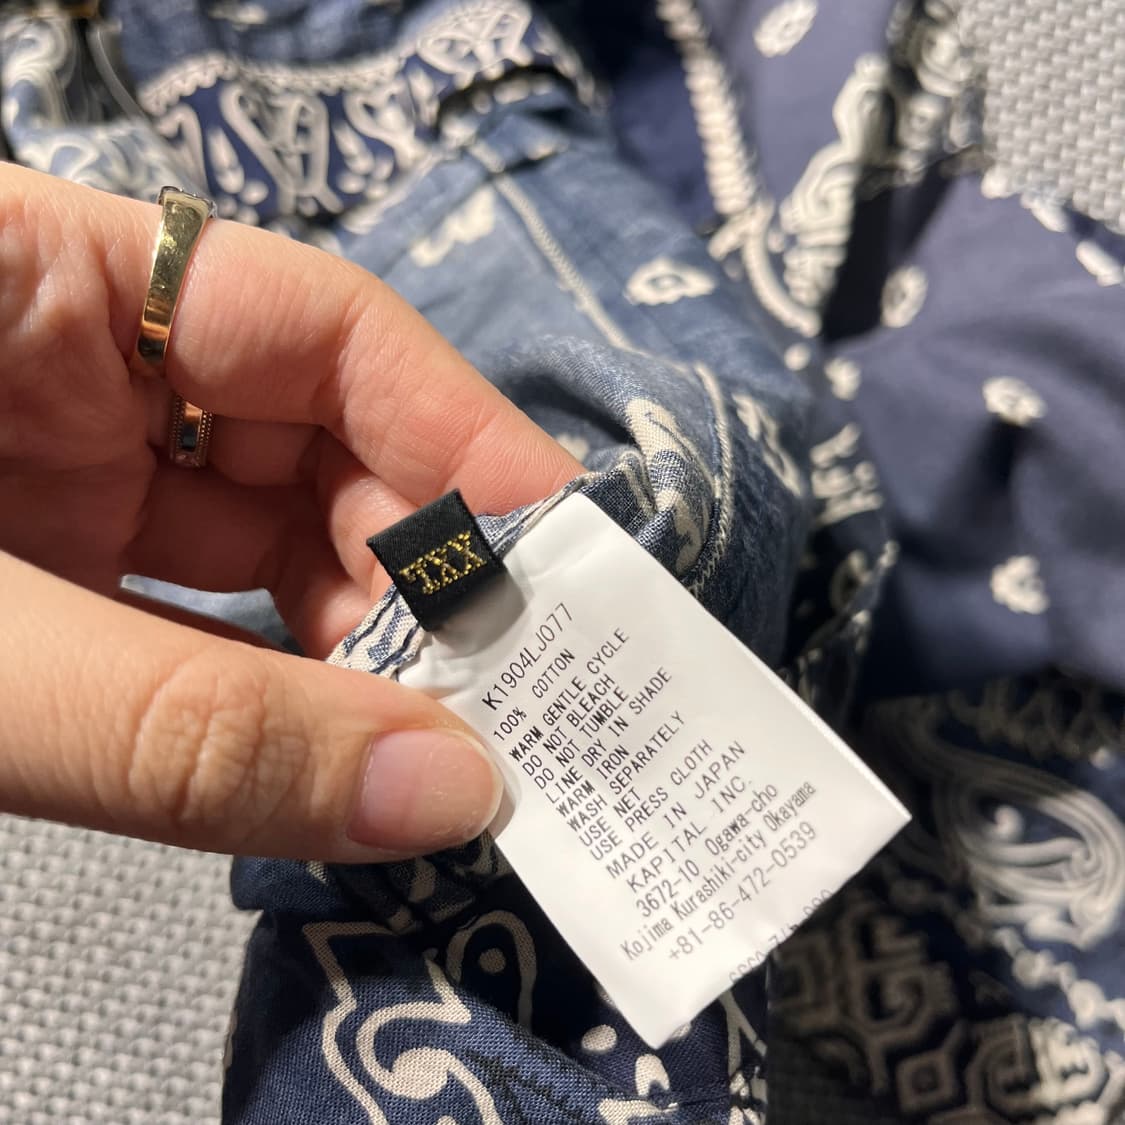 XXL
K1904LJ077
100% COTTON
WARM GENTLE CYCLE
DO NOT BLEACH
DO NOT TUMBLE
LINE DRY IN SHADE
WARM IRON
WASH SEPARATELY
USE NET
USE PRESS CLOTH
MADE IN JAPAN
KAPITAL INC.
3672-10 Ogawa-cho
Kojima Kurashiki-city Okayama
+81-86-472-0539